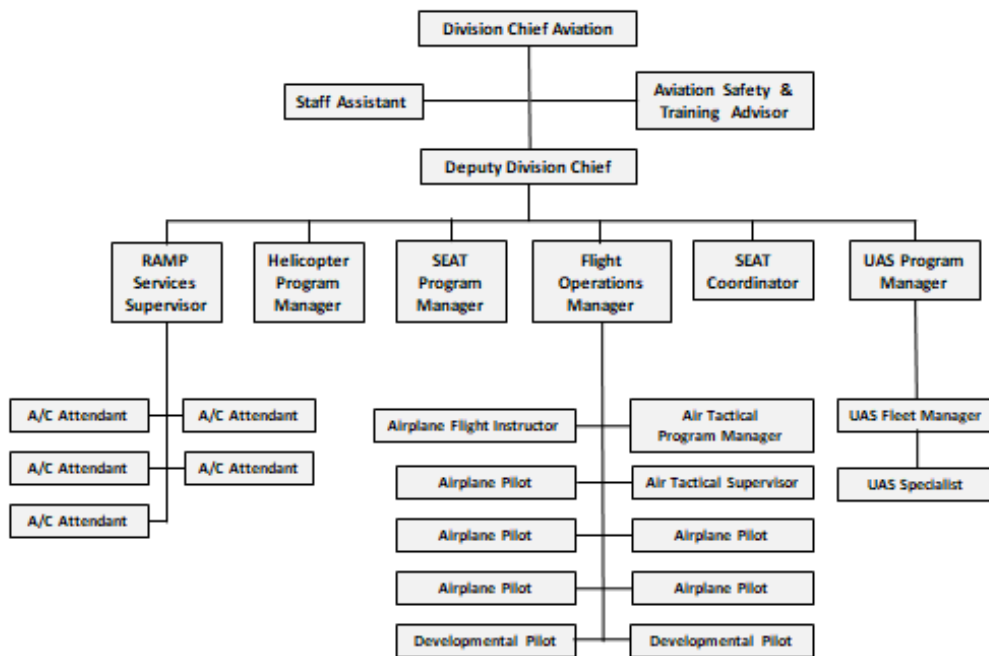 Division Chief Aviation
Staff Assistant
Aviation Safety &
Training Advisor
Deputy Division Chief
RAMP
Services
Supervisor
Helicopter
Program
Manager
SEAT
Program
Manager
Flight
Operations
Manager
SEAT
Coordinator
UAS Program
Manager
A/C Attendant
A/C Attendant
A/C Attendant
A/C Attendant
A/C Attendant
Airplane Flight Instructor
Air Tactical
Program Manager
Airplane Pilot
Air Tactical Supervisor
Airplane Pilot
Airplane Pilot
Airplane Pilot
Airplane Pilot
Developmental Pilot
Developmental Pilot
UAS Fleet Manager
UAS Specialist